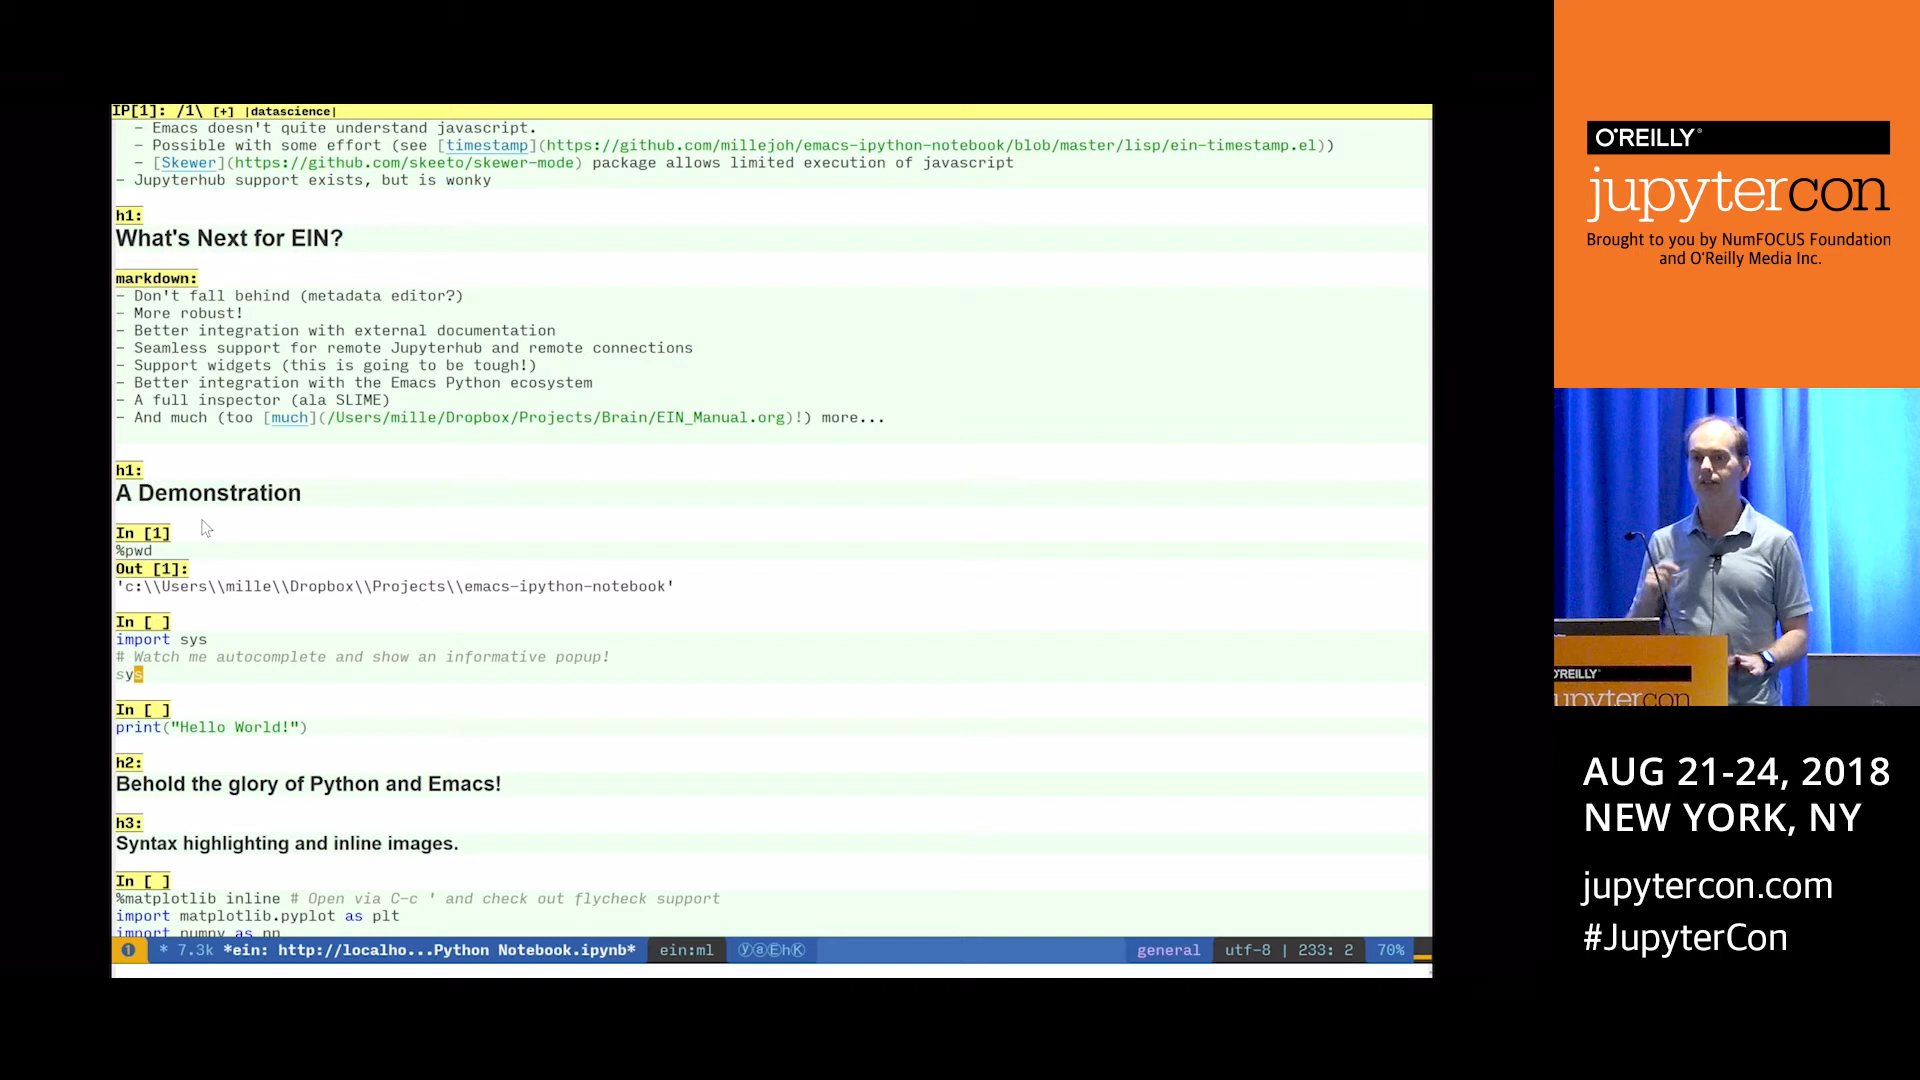 IP[1]: /1\ [+] |datascience|
- Emacs doesn't quite understand javascript.
- Possible with some effort (see [timestamp](https://github.com/millejoh/emacs-ipython-notebook/blob/master/lisp/ein-timestamp.el))
- [Skewer](https://github.com/skeeto/skewer-mode) package allows limited execution of javascript
- Jupyterhub support exists, but is wonky
h1:
What's Next for EIN?
markdown:
- Don't fall behind (metadata editor?)
- More robust!
- Better integration with external documentation
- Seamless support for remote Jupyterhub and remote connections
- Support widgets (this is going to be tough!)
- Better integration with the Emacs Python ecosystem
- A full inspector (ala SLIME)
- And much (too [much](/Users/mille/Dropbox/Projects/Brain/EIN_Manual.org)!) more...
h1:
A Demonstration
In [1]
%pwd
Out [1]:
'c:\\Users\\mille\\Dropbox\\Projects\\emacs-ipython-notebook'
In [ ]
import sys
# Watch me autocomplete and show an informative popup!
sys
In [ ]
print("Hello World!")
h2:
Behold the glory of Python and Emacs!
h3:
Syntax highlighting and inline images.
In [ ]
%matplotlib inline # Open via C-c ' and check out flycheck support
import matplotlib.pyplot as plt
import numpy as np
❶ * 7.3k *ein: http://localho...Python Notebook.ipynb* ein:ml ⓨⓐⒺⓗⓀ general utf-8 | 233: 2 70%
O'REILLY®
jupytercon
Brought to you by NumFOCUS Foundation
and O'Reilly Media Inc.
O'REILLY®
jupytercon
AUG 21-24, 2018
NEW YORK, NY
jupytercon.com
#JupyterCon